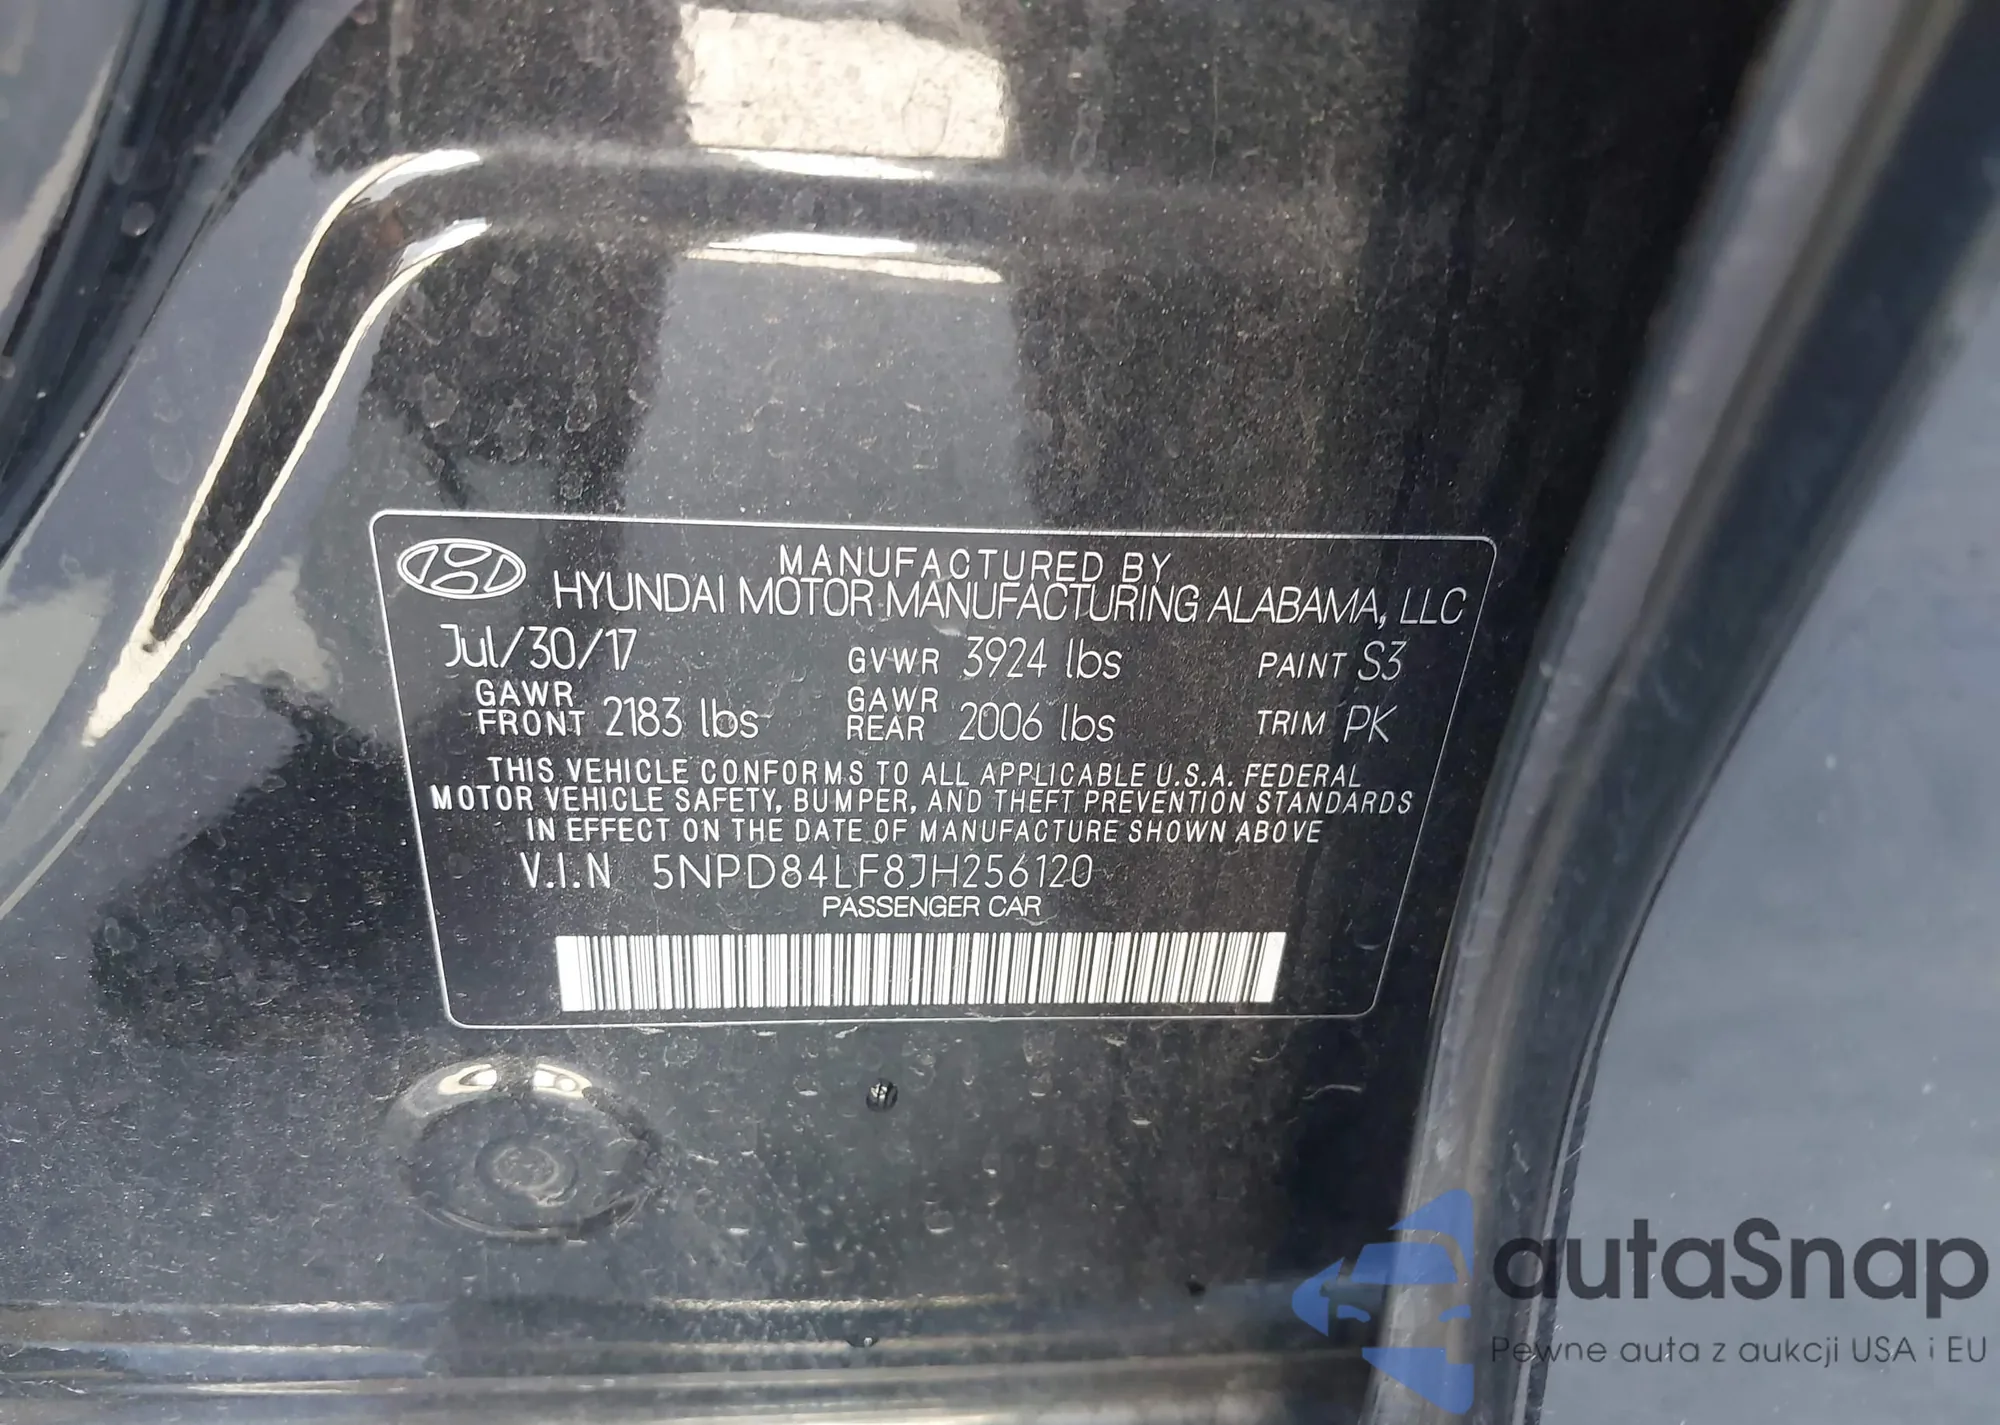 MANUFACTURED BY
HYUNDAI MOTOR MANUFACTURING ALABAMA, LLC
Jul/30/17 GVWR 3924 lbs PAINT S3
GAWR FRONT 2183 lbs GAWR REAR 2006 lbs TRIM PK
THIS VEHICLE CONFORMS TO ALL APPLICABLE U.S.A. FEDERAL
MOTOR VEHICLE SAFETY, BUMPER, AND THEFT PREVENTION STANDARDS
IN EFFECT ON THE DATE OF MANUFACTURE SHOWN ABOVE
V.I.N 5NPD84LF8JH256120
PASSENGER CAR
autaSnap
Pewne auta z aukcji USA i EU